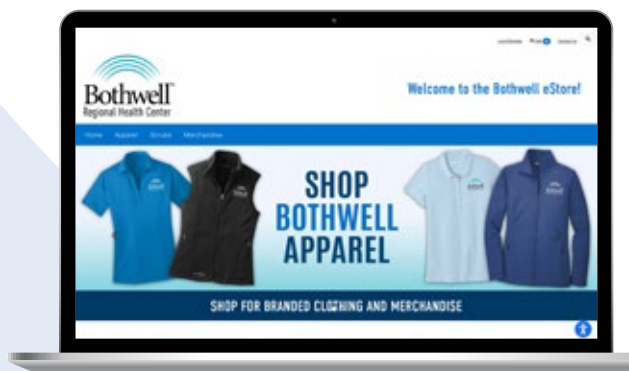 Bothwell
Regional Health Center
Welcome to the Bothwell eStore!
Home Apparel Scrubs Merchandise
SHOP
BOTHWELL
APPAREL
SHOP FOR BRANDED CLOTHING AND MERCHANDISE